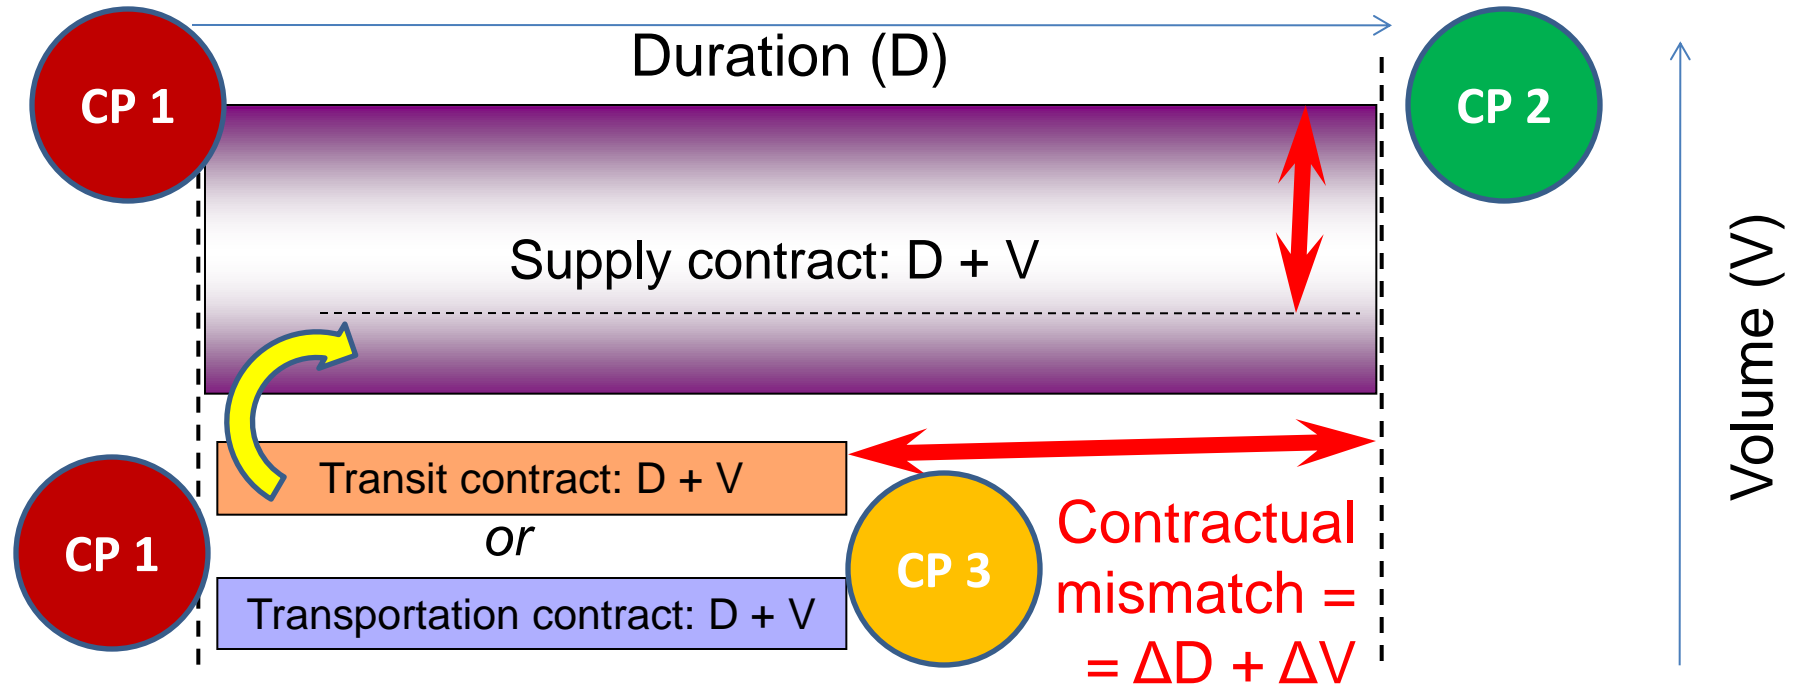 Duration (D)
CP 1
CP 2
Supply contract: D + V
Volume (V)
Transit contract: D + V
or
CP 1
CP 3
Transportation contract: D + V
Contractual
mismatch =
= ΔD + ΔV